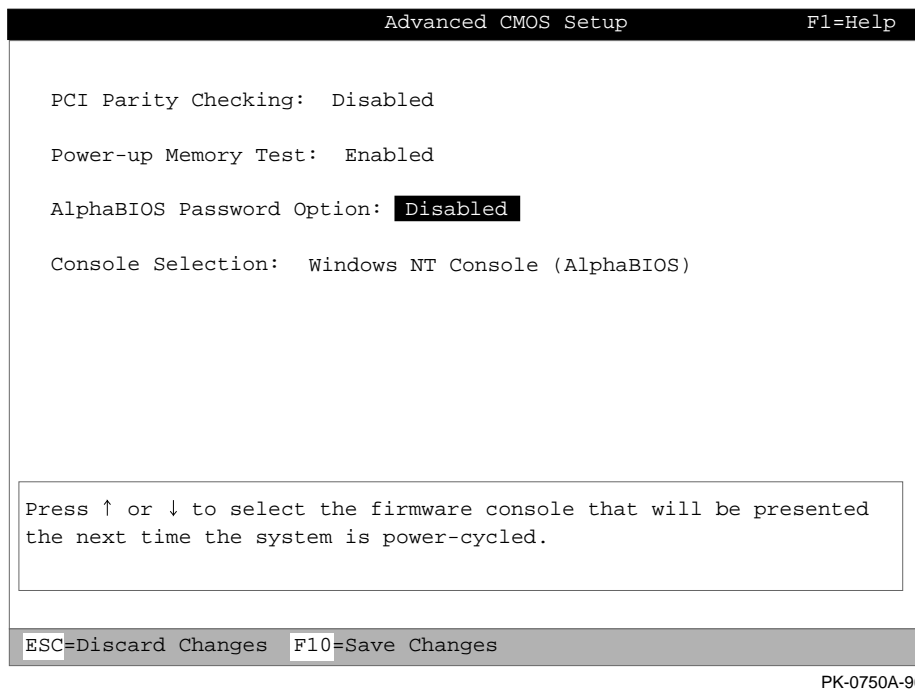 Advanced CMOS Setup F1=Help
PCI Parity Checking: Disabled
Power-up Memory Test: Enabled
AlphaBIOS Password Option: Disabled
Console Selection: Windows NT Console (AlphaBIOS)
Press ↑ or ↓ to select the firmware console that will be presented
the next time the system is power-cycled.
ESC=Discard Changes F10=Save Changes